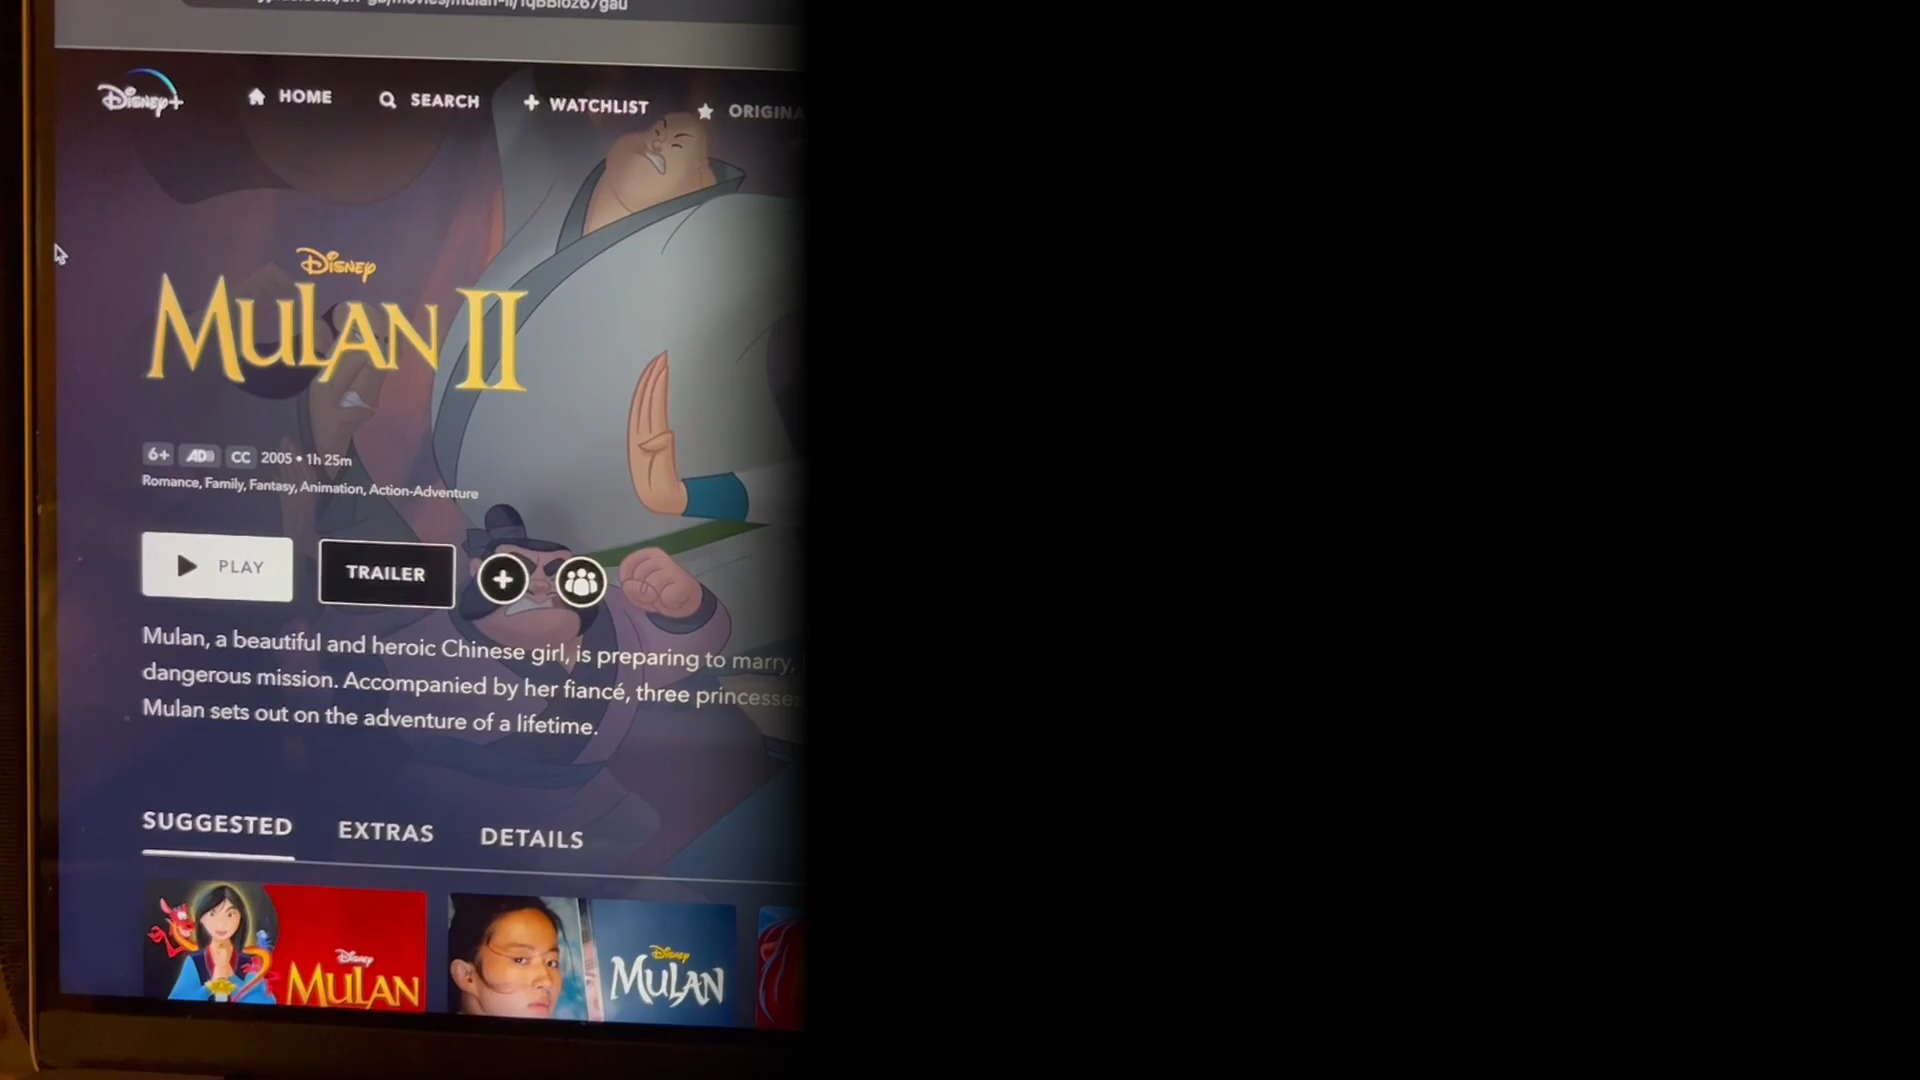 Disney+ HOME SEARCH WATCHLIST
Disney
MULAN II
6+ AD CC 2005 • 1h 25m
Romance, Family, Fantasy, Animation, Action-Adventure
PLAY TRAILER
Mulan, a beautiful and heroic Chinese girl, is preparing to marry,
dangerous mission. Accompanied by her fiancé, three princesses
Mulan sets out on the adventure of a lifetime.
SUGGESTED EXTRAS DETAILS
Disney
MULAN
Disney
MULAN